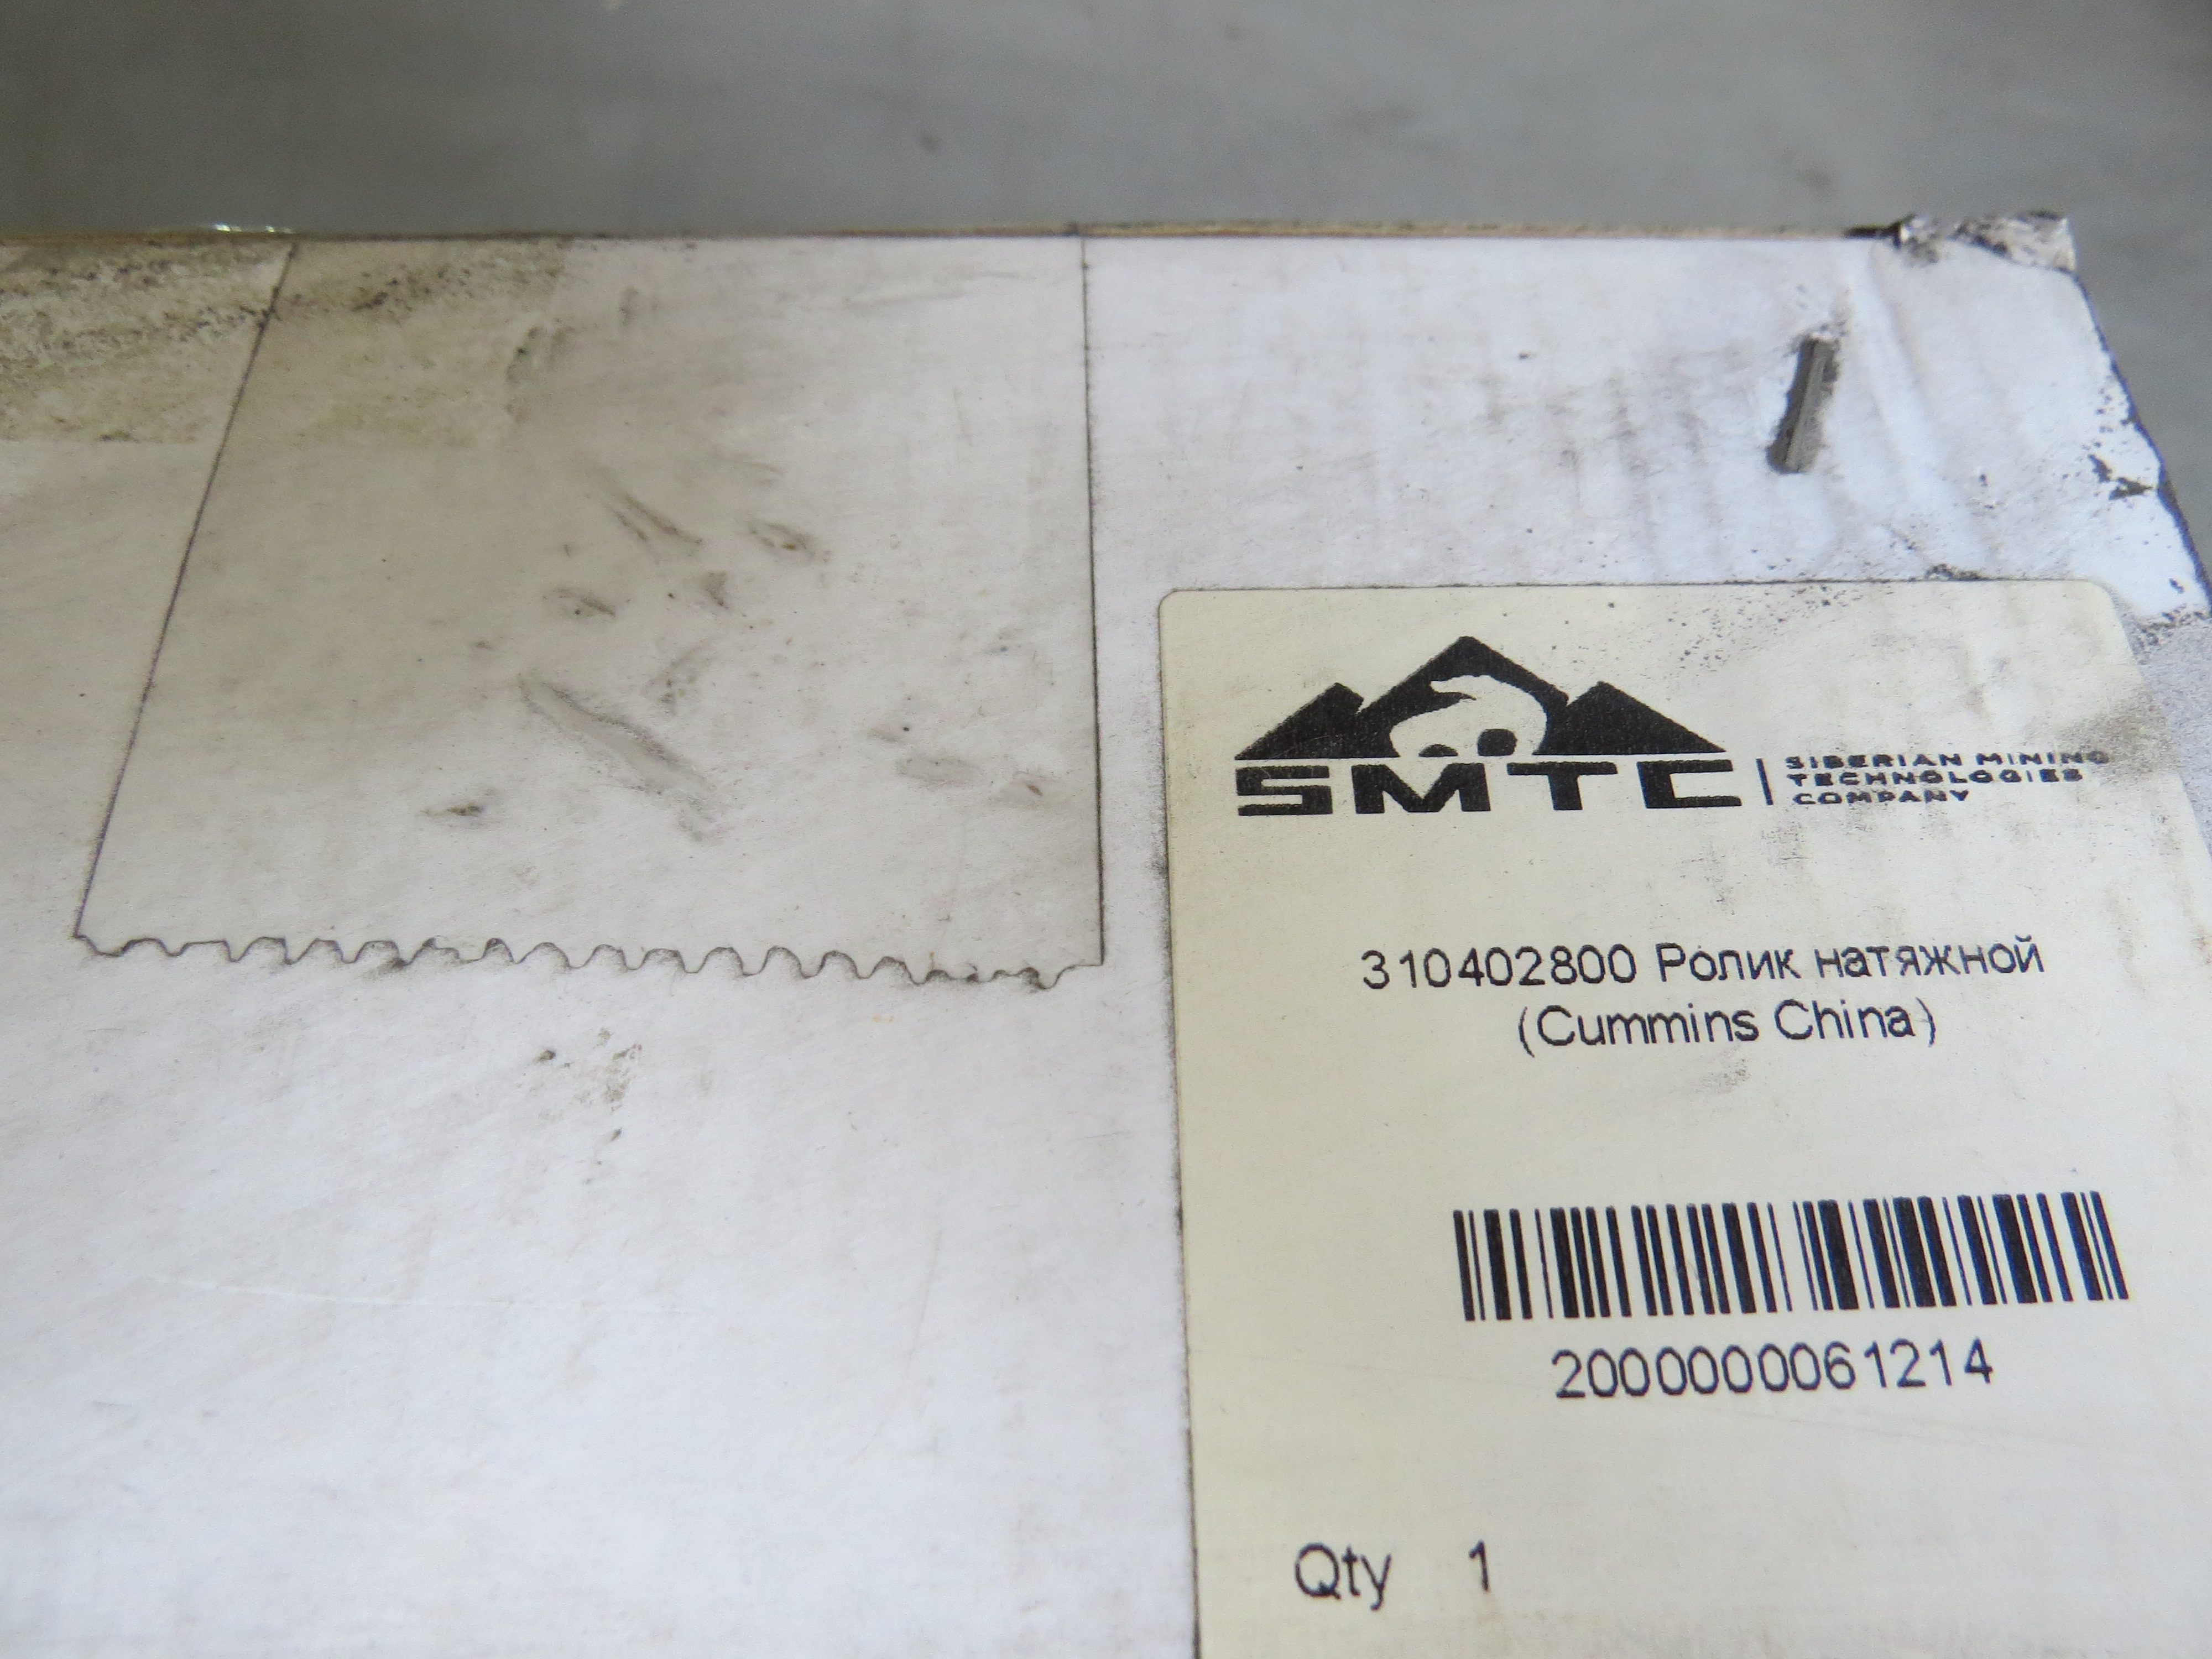 SMTC
SIBERIAN MINING
TECHNOLOGIES
COMPANY
310402800 Ролик натяжной
(Cummins China)
2000000061214
Qty 1